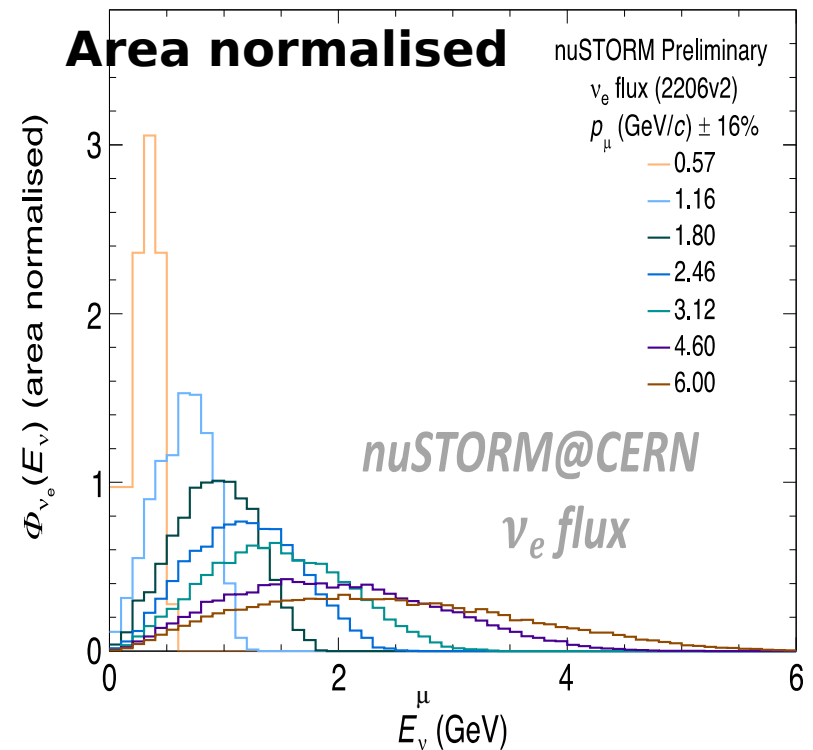 Area normalised
nuSTORM Preliminary
νe flux (2206v2)
pμ (GeV/c) ± 16%
0.57
1.16
1.80
2.46
3.12
4.60
6.00
nuSTORM@CERN
νe flux
Φνe(Eν) (area normalised)
3
2
1
0
0 2 4 6
μ
Eν (GeV)